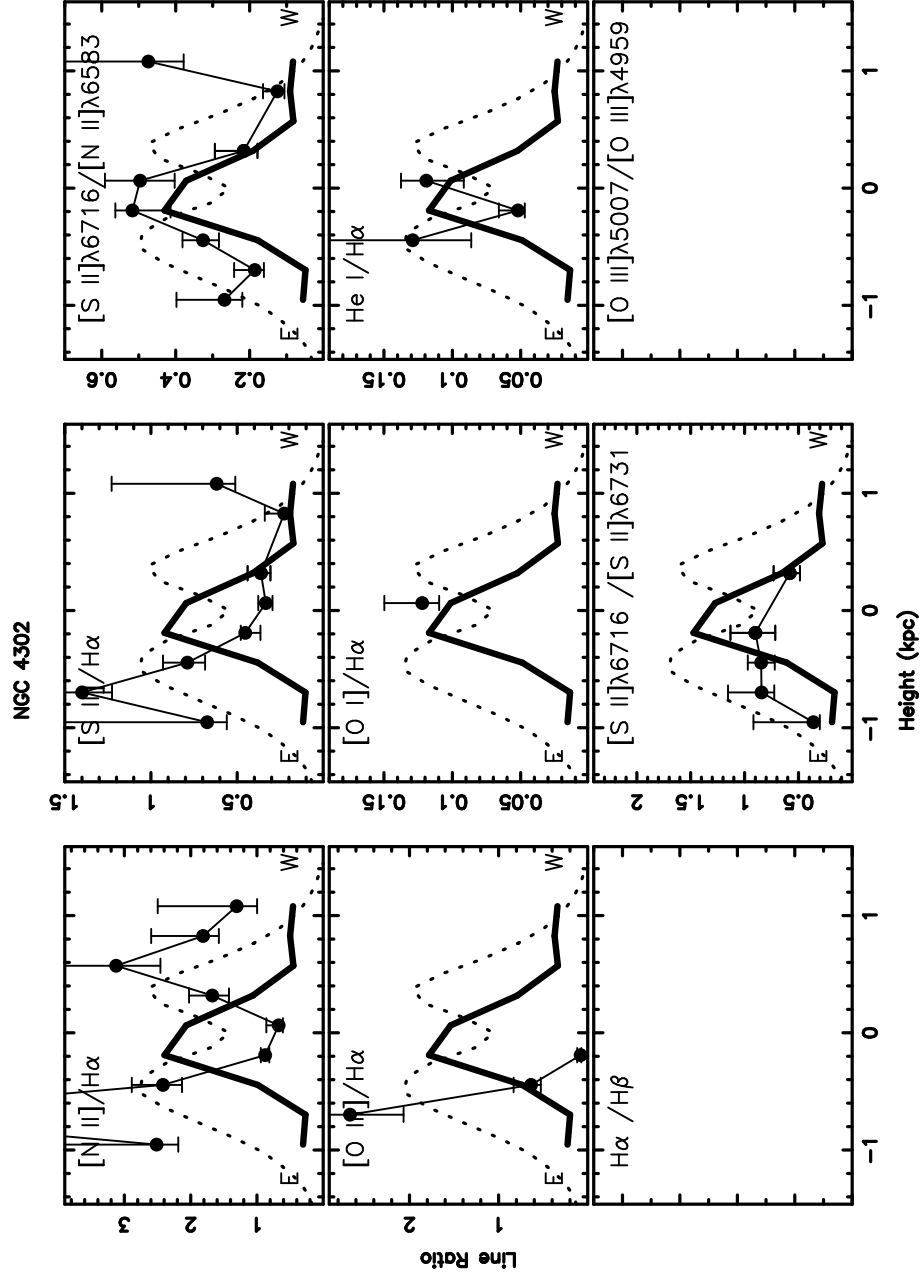 NGC 4302
[N II]/Hα
3
2
1
E
W
[S II]/Hα
1.5
1
0.5
E
W
[S II]λ6716/[N II]λ6583
0.6
0.4
0.2
E
W
Line Ratio
[O III]/Hα
2
1
E
W
[O I]/Hα
0.15
0.1
0.05
E
W
He I/Hα
0.15
0.1
0.05
E
W
Hα /Hβ
-1 0 1
[S II]λ6716 /[S II]λ6731
2
1.5
1
0.5
E
W
-1 0 1
[O III]λ5007/[O III]λ4959
-1 0 1
Height (kpc)